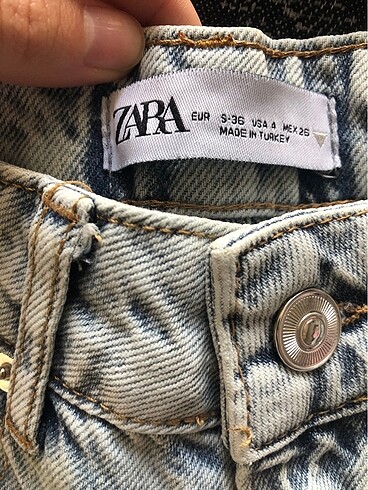 ZARA EUR S-36 USA 4 MEX 26
MADE IN TURKEY